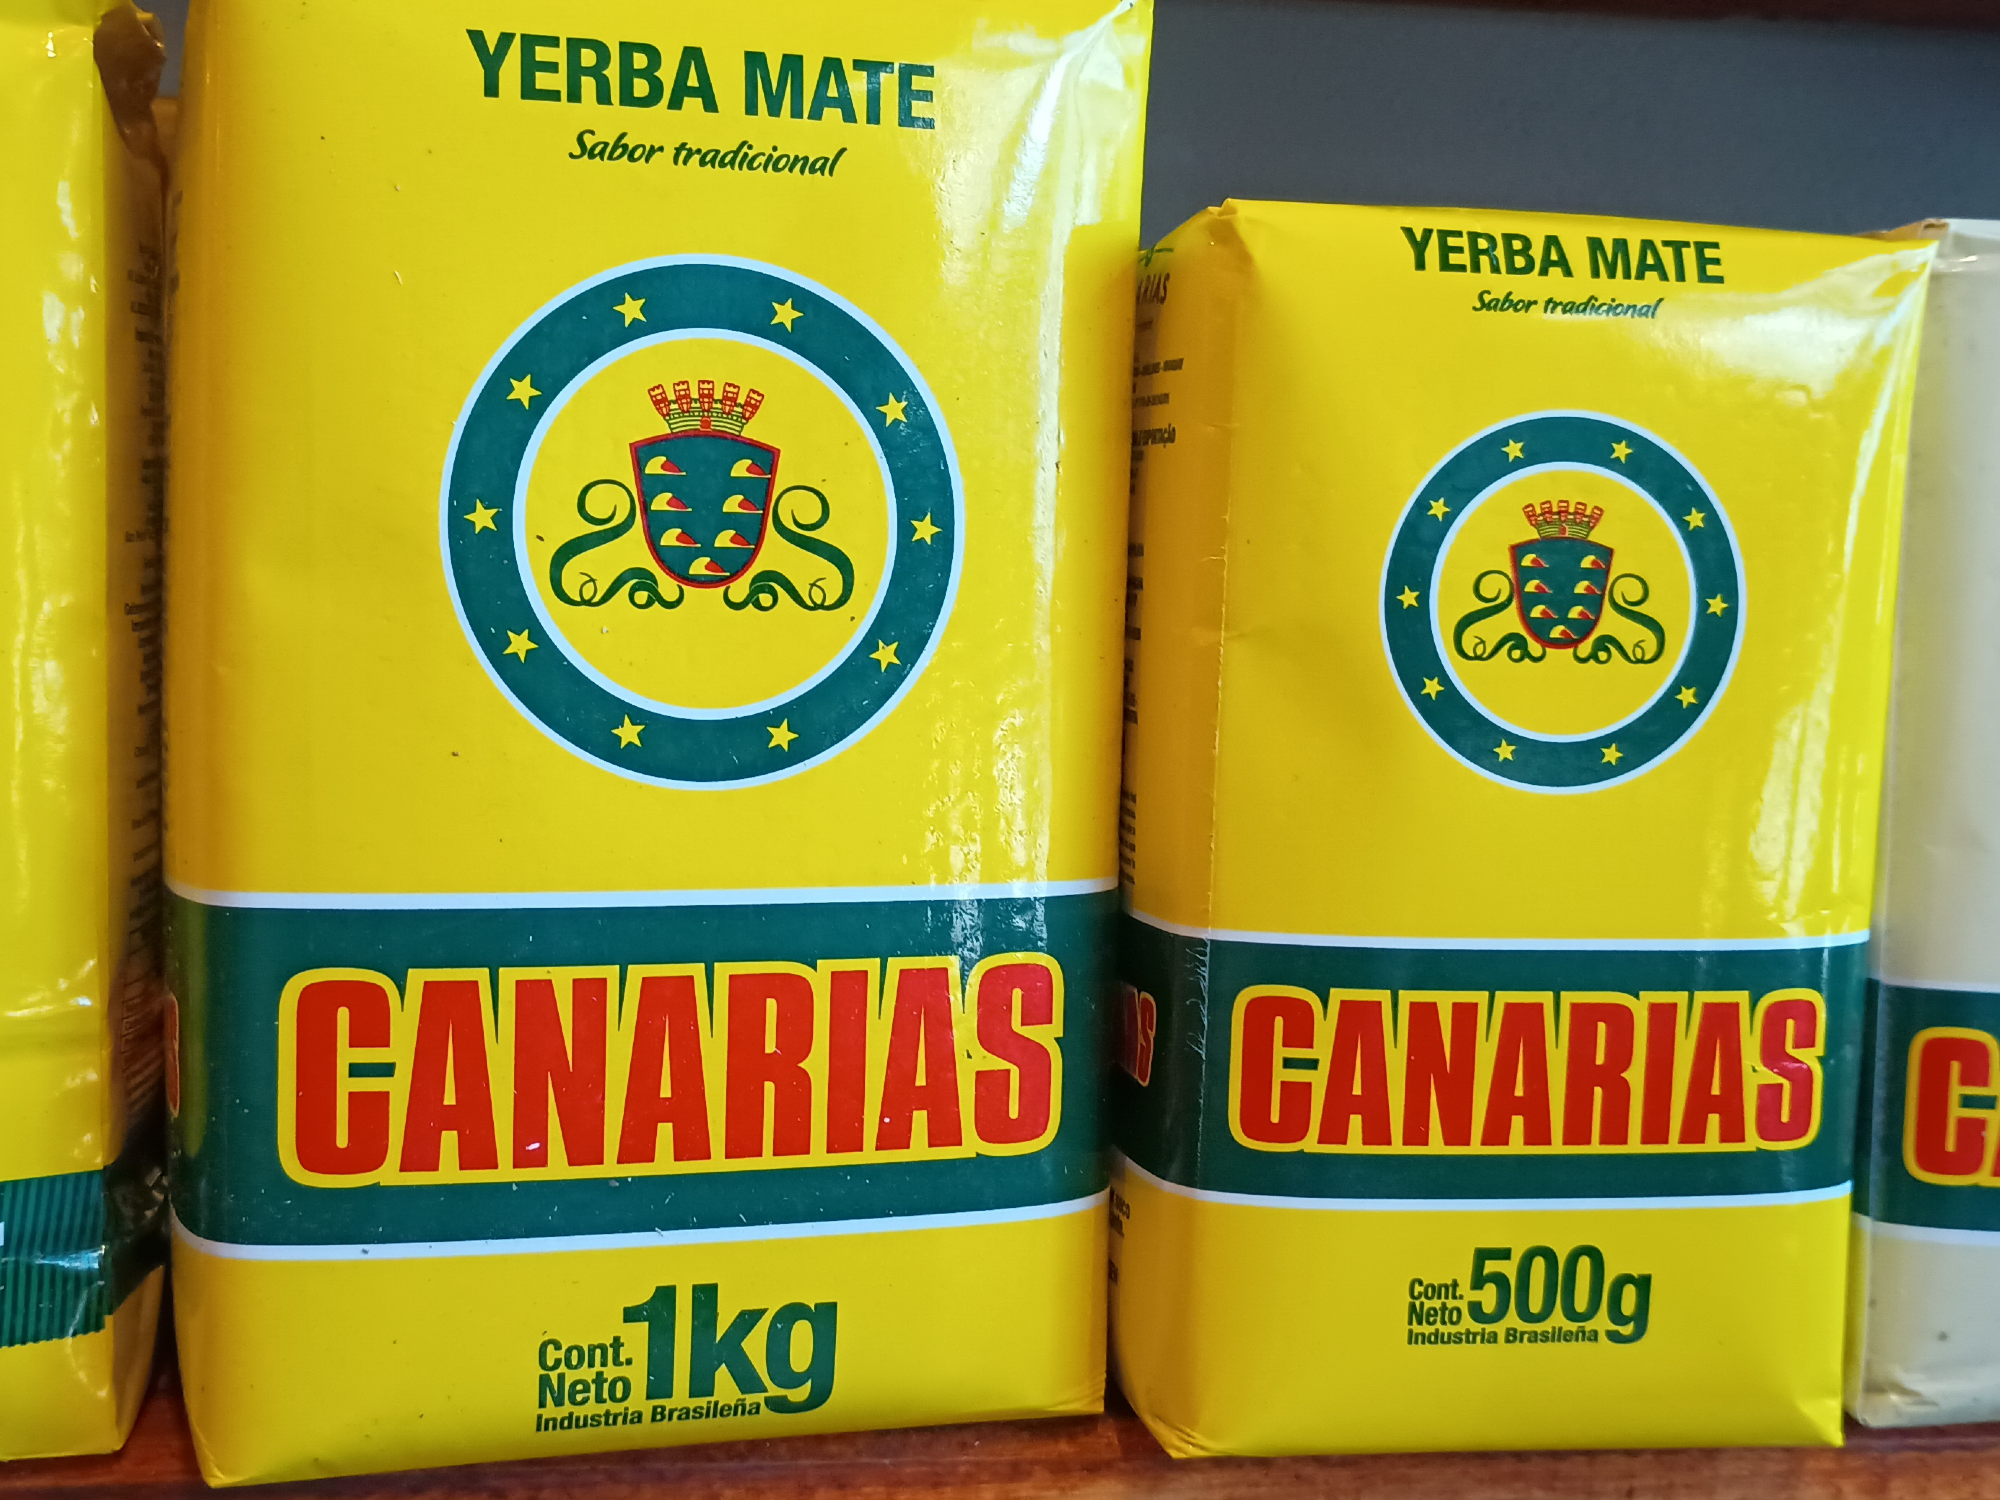 YERBA MATE
Sabor tradicional
CANARIAS
Cont.
Neto 1kg
Industria Brasileña
YERBA MATE
Sabor tradicional
CANARIAS
Cont.
Neto 500g
Industria Brasileña